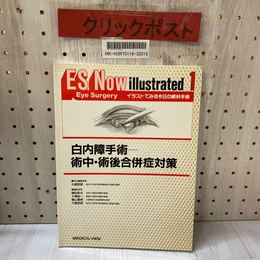 クリックポスト
MK-H3RT0116-32016
ES Now illustrated 1
Eye Surgery
イラストでみる今日の眼科手術
白内障手術
術中・術後合併症対策
MEDICAL VIEW